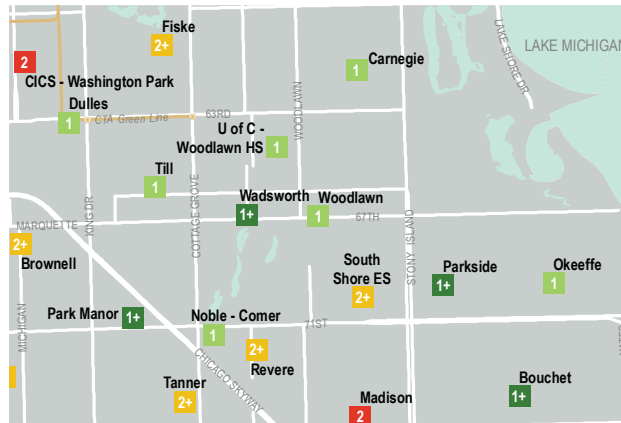 Fiske
2+
LAKE SHORE DR
LAKE MICHIGAN
Carnegie
1
2
CICS - Washington Park
Dulles
1
CTA Green Line
63RD
WOODLAWN
U of C -
Woodlawn HS
1
Till
1
Wadsworth
1+
Woodlawn
1
67TH
MARQUETTE
KING DR
COTTAGE GROVE
STONY ISLAND
2+
Brownell
South
Shore ES
2+
Parkside
1+
Okeeffe
1
MICHIGAN
Park Manor
1+
Noble - Comer
1
71ST
2+
Revere
CHICAGO SKYWAY
Tanner
2+
Madison
2
Bouchet
1+